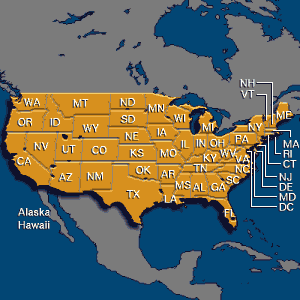 NH
VT
WA
MT
ND
MN
ME
OR
ID
SD
WI
MI
NY
WY
IA
PA
MA
NV
NE
IL
IN
OH
RI
UT
CO
CT
CA
KS
MO
KY
WV
VA
NJ
AZ
NM
OK
AR
TN
NC
DE
MS
AL
GA
SC
MD
TX
LA
DC
FL
Alaska
Hawaii